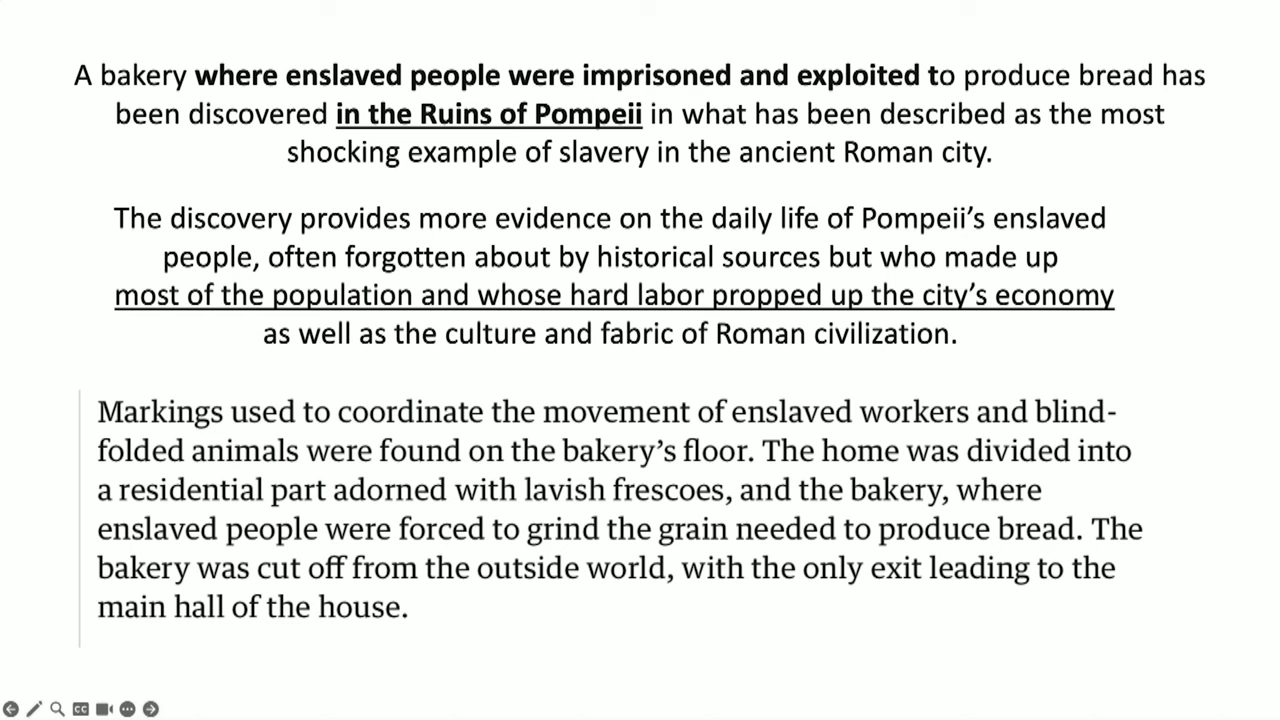 A bakery where enslaved people were imprisoned and exploited to produce bread has
been discovered in the Ruins of Pompeii in what has been described as the most
shocking example of slavery in the ancient Roman city.
The discovery provides more evidence on the daily life of Pompeii’s enslaved
people, often forgotten about by historical sources but who made up
most of the population and whose hard labor propped up the city’s economy
as well as the culture and fabric of Roman civilization.
Markings used to coordinate the movement of enslaved workers and blind-
folded animals were found on the bakery’s floor. The home was divided into
a residential part adorned with lavish frescoes, and the bakery, where
enslaved people were forced to grind the grain needed to produce bread. The
bakery was cut off from the outside world, with the only exit leading to the
main hall of the house.
CC